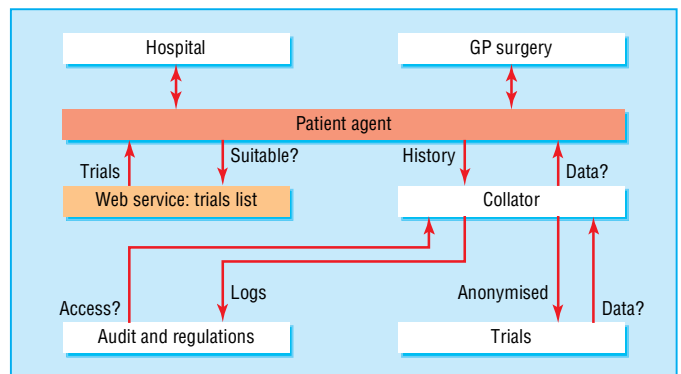 Hospital
GP surgery
Patient agent
Trials
Suitable?
History
Data?
Web service: trials list
Collator
Access?
Logs
Anonymised
Data?
Audit and regulations
Trials